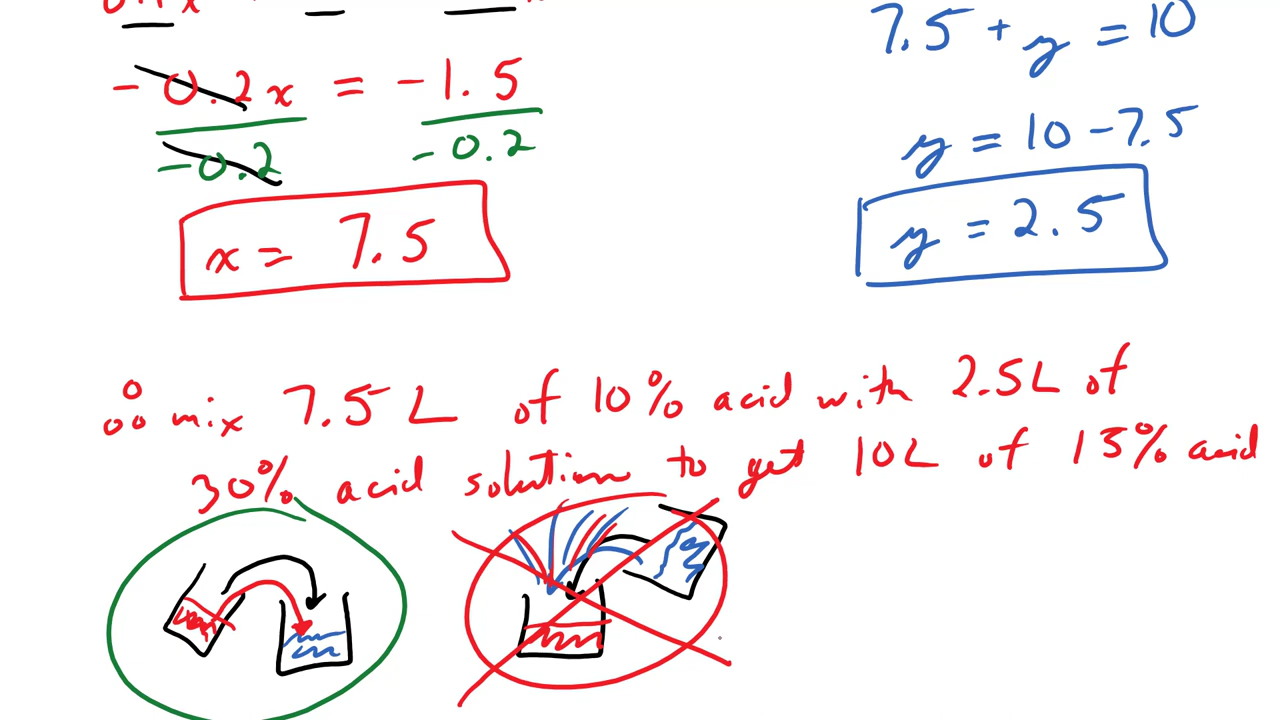 -0.2x = -1.5
-0.2 -0.2
x = 7.5
7.5 + y = 10
y = 10 - 7.5
y = 2.5
∴ mix 7.5 L of 10% acid with 2.5L of
30% acid solution to get 10L of 15% acid